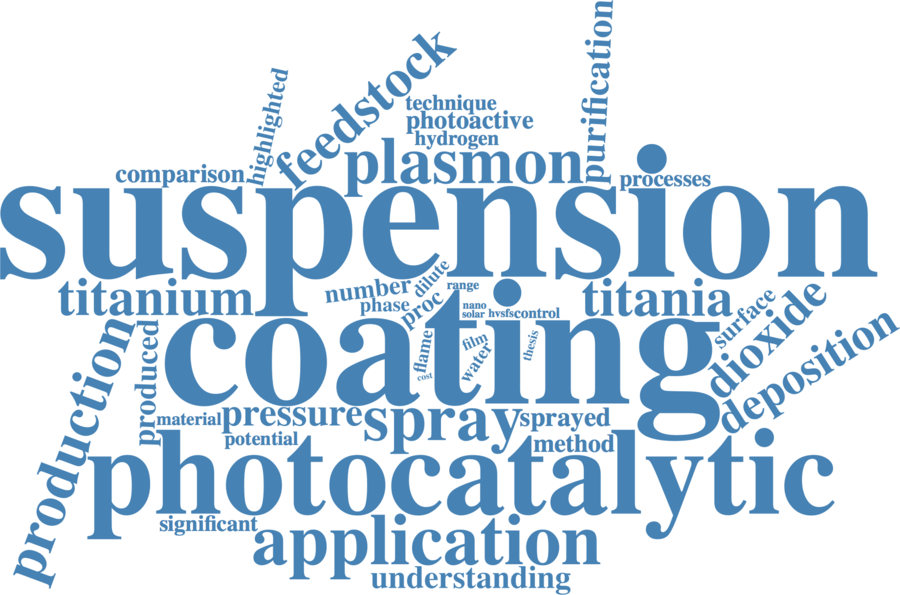 purification
feedstock
highlighted
technique
photoactive
hydrogen
plasmon
comparison
processes
suspension
titanium
number
dilute
range
phase
proc
nano
solar
hvsfs
control
titania
surface
dioxide
deposition
coating
flame
film
water
thesis
cost
production
produced
material
pressure
spray
sprayed
potential
method
photocatalytic
significant
application
understanding